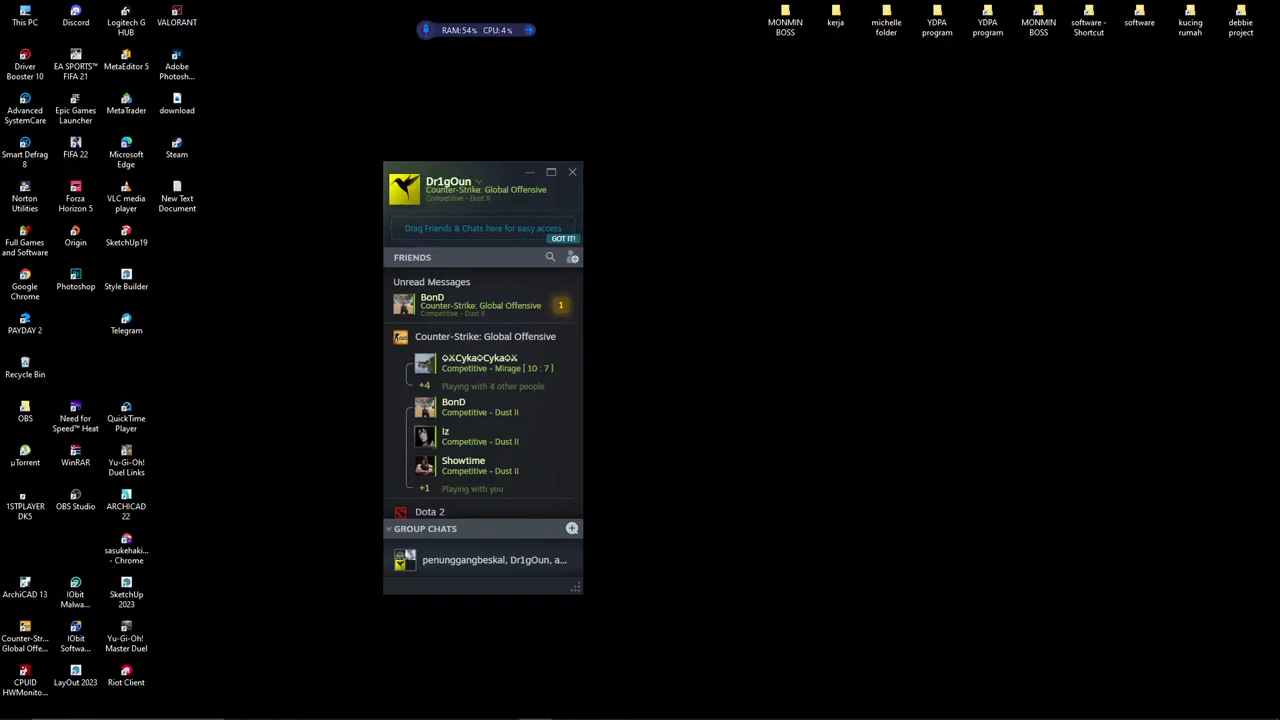 This PC
Discord
Logitech G
HUB
VALORANT
RAM:54% CPU:4%
MONMIN
BOSS
kerja
michelle
folder
YDPA
program
YDPA
program
MONMIN
BOSS
software -
Shortcut
software
kucing
rumah
debbie
project
Driver
Booster 10
EA SPORTS™
FIFA 21
MetaEditor 5
Adobe
Photosh...
Advanced
SystemCare
Epic Games
Launcher
MetaTrader
download
Smart Defrag
8
FIFA 22
Microsoft
Edge
Steam
Norton
Utilities
Forza
Horizon 5
VLC media
player
New Text
Document
Full Games
and Software
Origin
SketchUp19
Google
Chrome
Photoshop
Style Builder
PAYDAY 2
Telegram
Recycle Bin
OBS
Need for
Speed™ Heat
QuickTime
Player
µTorrent
WinRAR
Yu-Gi-Oh!
Duel Links
1STPLAYER
DK5
OBS Studio
ARCHICAD
22
sasukehaki...
- Chrome
ArchiCAD 13
IObit
Malwa...
SketchUp
2023
Counter-Str...
Global Offe...
IObit
Softwa...
Yu-Gi-Oh!
Master Duel
CPUID
HWMonito...
LayOut 2023
Riot Client
Dr1gOun
Counter-Strike: Global Offensive
Competitive - Dust II
Drag Friends & Chats here for easy access
GOT IT!
FRIENDS
Unread Messages
BonD
Counter-Strike: Global Offensive
Competitive - Dust II
1
Counter-Strike: Global Offensive
Cyka Cyka
Competitive - Mirage [ 10 : 7 ]
+4 Playing with 4 other people
BonD
Competitive - Dust II
Iz
Competitive - Dust II
Showtime
Competitive - Dust II
+1 Playing with you
Dota 2
GROUP CHATS
penunggangbeskal, Dr1gOun, a...